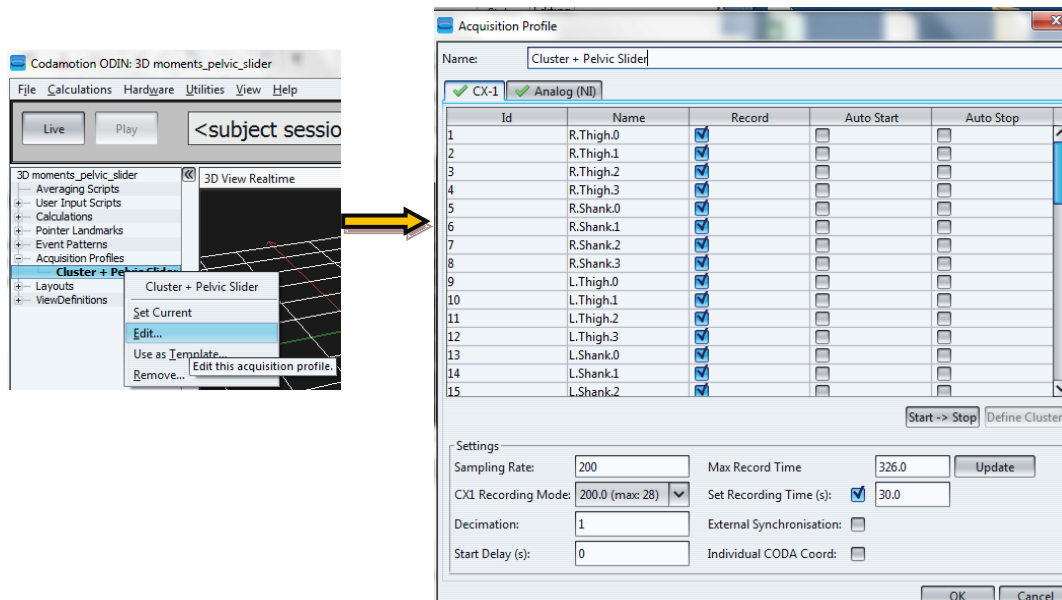 Codamotion ODIN: 3D moments_pelvic_slider
File Calculations Hardware Utilities View Help
Live Play <subject sessio
3D moments_pelvic_slider
Averaging Scripts
User Input Scripts
Calculations
Pointer Landmarks
Event Patterns
Acquisition Profiles
Cluster + Pelvic Slider
Layouts
ViewDefinitions
3D View Realtime
Cluster + Pelvic Slider
Set Current
Edit...
Use as Template...
Remove...
Edit this acquisition profile.
Acquisition Profile
Name: Cluster + Pelvic Slider
CX-1 Analog (NI)
Id Name Record Auto Start Auto Stop
1 R.Thigh.0
2 R.Thigh.1
3 R.Thigh.2
4 R.Thigh.3
5 R.Shank.0
6 R.Shank.1
7 R.Shank.2
8 R.Shank.3
9 L.Thigh.0
10 L.Thigh.1
11 L.Thigh.2
12 L.Thigh.3
13 L.Shank.0
14 L.Shank.1
15 L.Shank.2
Start -> Stop Define Cluster
Settings
Sampling Rate: 200 Max Record Time 326.0 Update
CX1 Recording Mode: 200.0 (max: 28) Set Recording Time (s): 30.0
Decimation: 1 External Synchronisation:
Start Delay (s): 0 Individual CODA Coord:
OK Cancel